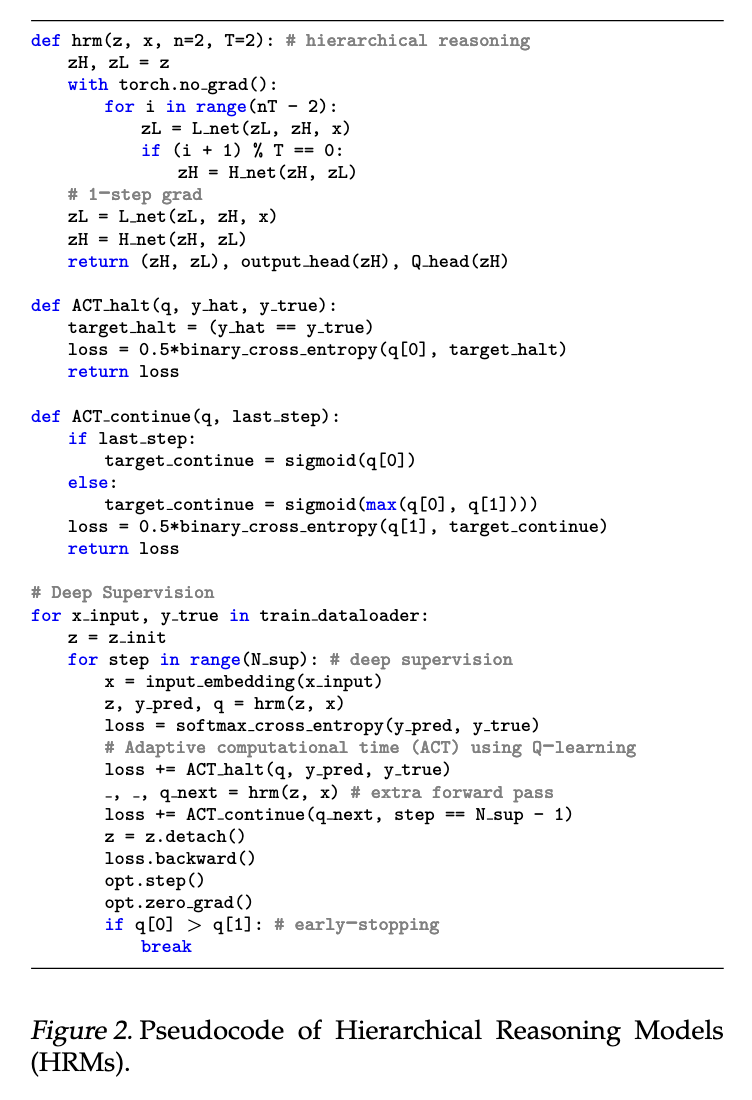 def hrm(z, x, n=2, T=2): # hierarchical reasoning
    zH, zL = z
    with torch.no_grad():
        for i in range(nT − 2):
            zL = L_net(zL, zH, x)
            if (i + 1) % T == 0:
                zH = H_net(zH, zL)
    # 1−step grad
    zL = L_net(zL, zH, x)
    zH = H_net(zH, zL)
    return (zH, zL), output_head(zH), Q_head(zH)

def ACT_halt(q, y_hat, y_true):
    target_halt = (y_hat == y_true)
    loss = 0.5*binary_cross_entropy(q[0], target_halt)
    return loss

def ACT_continue(q, last_step):
    if last_step:
        target_continue = sigmoid(q[0])
    else:
        target_continue = sigmoid(max(q[0], q[1])))
    loss = 0.5*binary_cross_entropy(q[1], target_continue)
    return loss

# Deep Supervision
for x_input, y_true in train_dataloader:
    z = z_init
    for step in range(N_sup): # deep supervision
        x = input_embedding(x_input)
        z, y_pred, q = hrm(z, x)
        loss = softmax_cross_entropy(y_pred, y_true)
        # Adaptive computational time (ACT) using Q−learning
        loss += ACT_halt(q, y_pred, y_true)
        _, _, q_next = hrm(z, x) # extra forward pass
        loss += ACT_continue(q_next, step == N_sup − 1)
        z = z.detach()
        loss.backward()
        opt.step()
        opt.zero_grad()
        if q[0] > q[1]: # early−stopping
            break

Figure 2. Pseudocode of Hierarchical Reasoning Models
(HRMs).